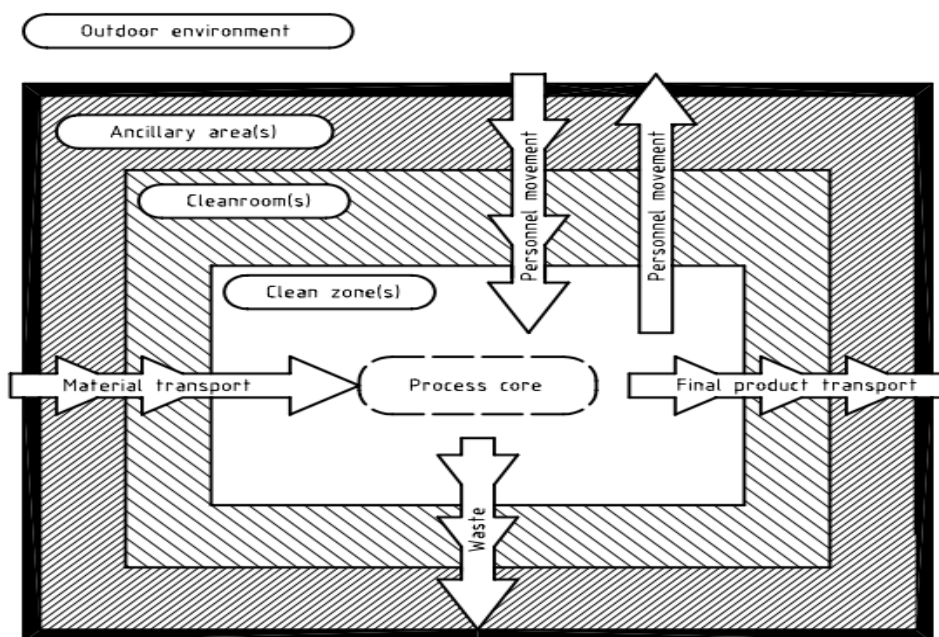 Outdoor environment
Ancillary area(s)
Cleanroom(s)
Clean zone(s)
Personnel movement
Personnel movement
Material transport
Process core
Final product transport
Waste